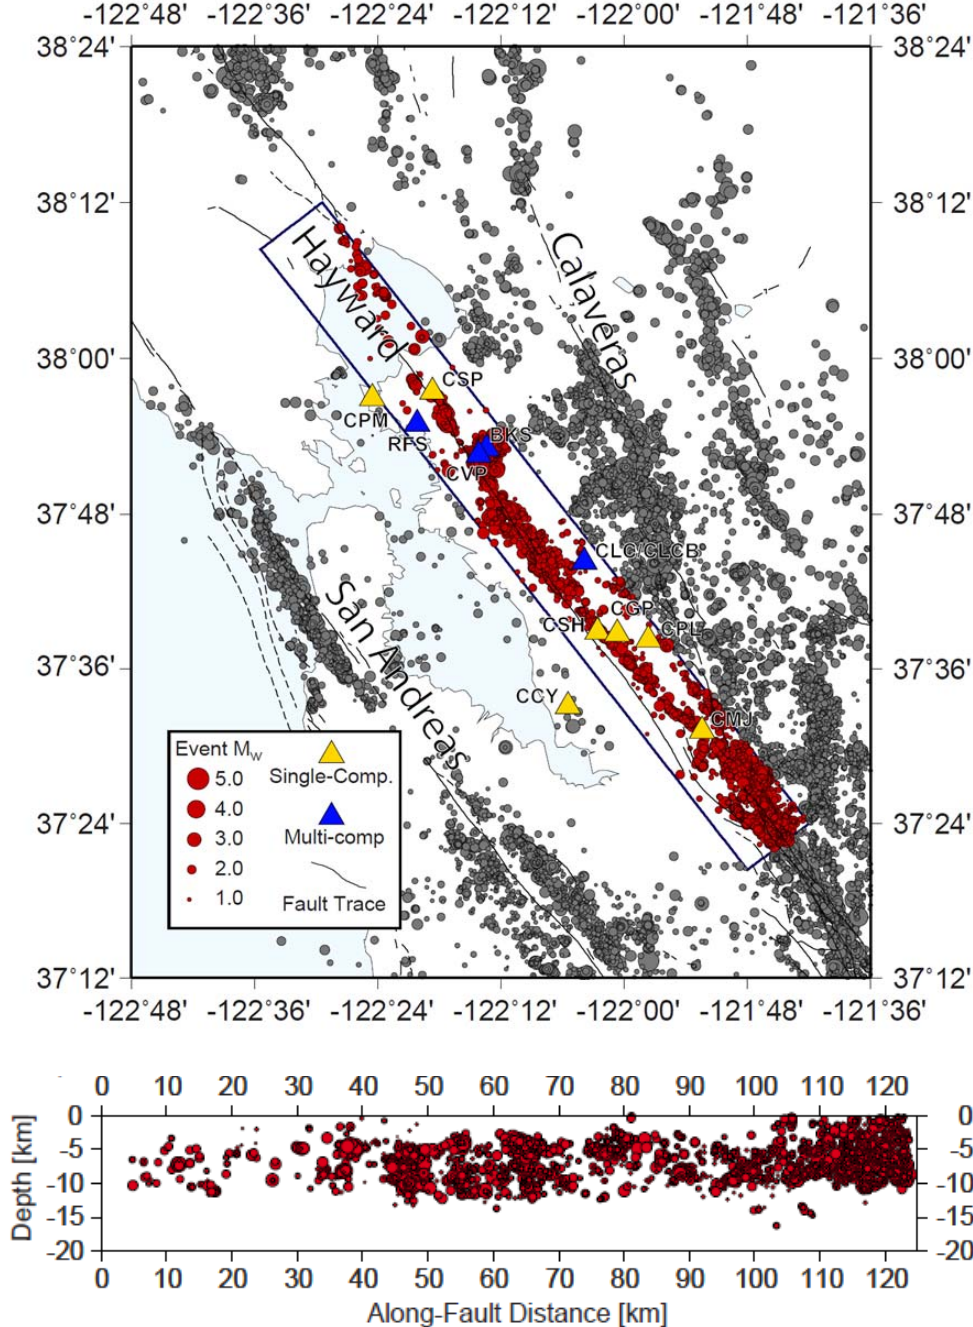 -122°48' -122°36' -122°24' -122°12' -122°00' -121°48' -121°36'
38°24' 38°24'
38°12' 38°12'
Hayward
Calaveras
38°00' 38°00'
CSP
CPM
RFS
BKS
CVP
37°48' 37°48'
CLC/CLCB
San Andreas
CGP
CSH
CPL
37°36' 37°36'
CCY
CMJ
Event Mw
5.0
Single-Comp.
4.0
3.0
Multi-comp
2.0
1.0
Fault Trace
37°24' 37°24'
37°12' 37°12'
-122°48' -122°36' -122°24' -122°12' -122°00' -121°48' -121°36'
0 10 20 30 40 50 60 70 80 90 100 110 120
0 0
-5 -5
-10 -10
-15 -15
-20 -20
Depth [km]
0 10 20 30 40 50 60 70 80 90 100 110 120
Along-Fault Distance [km]